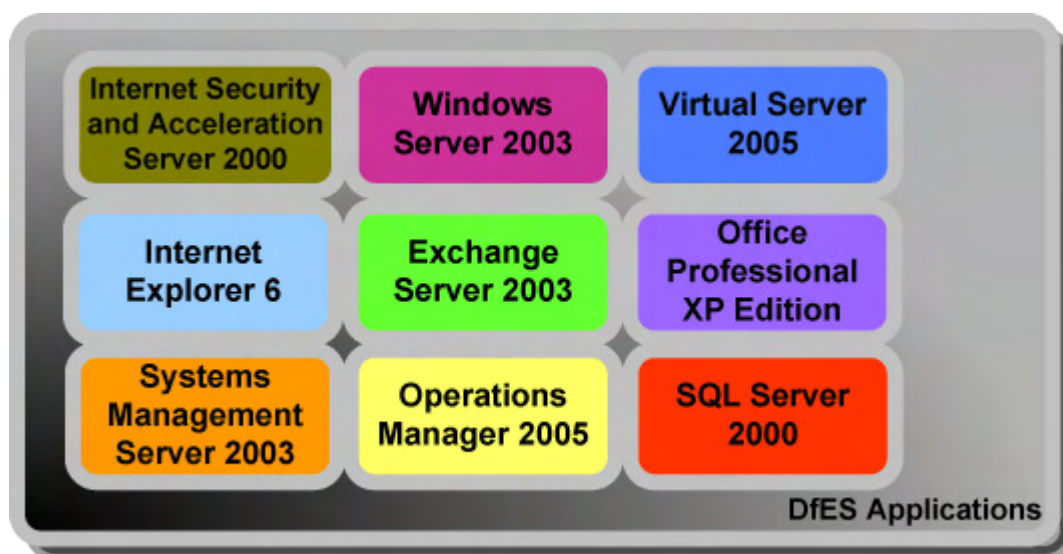 Internet Security
and Acceleration
Server 2000
Windows
Server 2003
Virtual Server
2005
Internet
Explorer 6
Exchange
Server 2003
Office
Professional
XP Edition
Systems
Management
Server 2003
Operations
Manager 2005
SQL Server
2000
DfES Applications